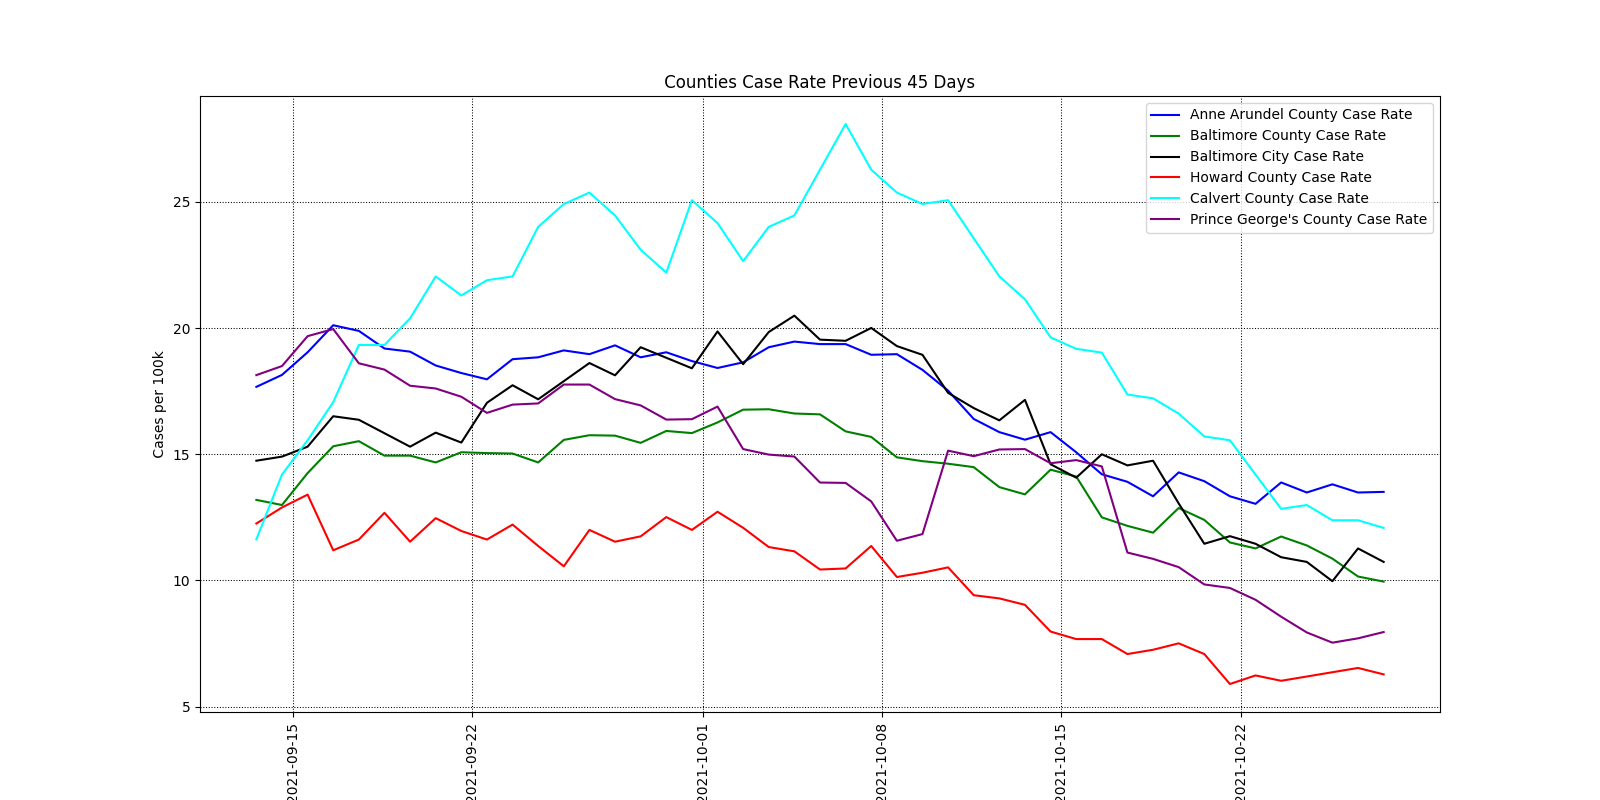 Counties Case Rate Previous 45 Days
Anne Arundel County Case Rate
Baltimore County Case Rate
Baltimore City Case Rate
Howard County Case Rate
Calvert County Case Rate
Prince George's County Case Rate
Cases per 100k
25
20
15
10
5
2021-09-15
2021-09-22
2021-10-01
2021-10-08
2021-10-15
2021-10-22